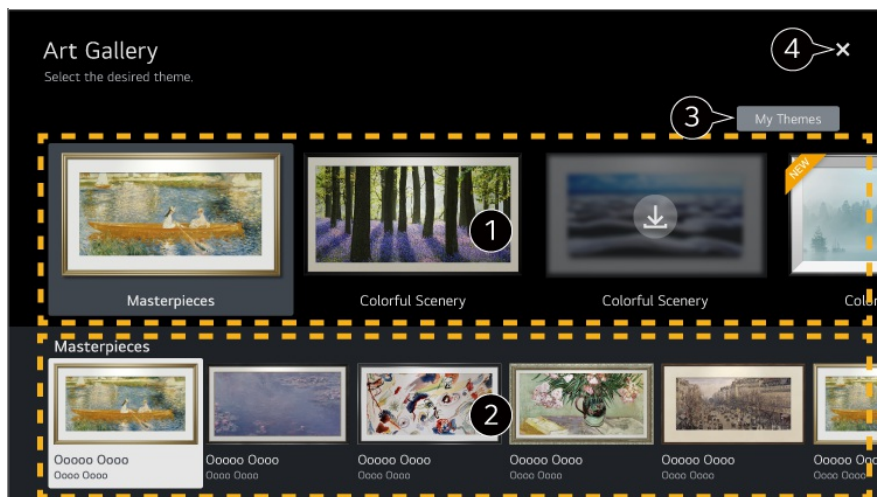 Art Gallery
4
Select the desired theme.
3
My Themes
NEW
1
Masterpieces
Colorful Scenery
Colorful Scenery
Color
Masterpieces
2
Ooooo Oooo
Ooooo Oooo
Ooooo Oooo
Ooooo Oooo
Ooooo Oooo
Ooooo Ooo
Oooo Oooo
Oooo Oooo
Oooo Oooo
Oooo Oooo
Oooo Oooo
Oooo Oooo